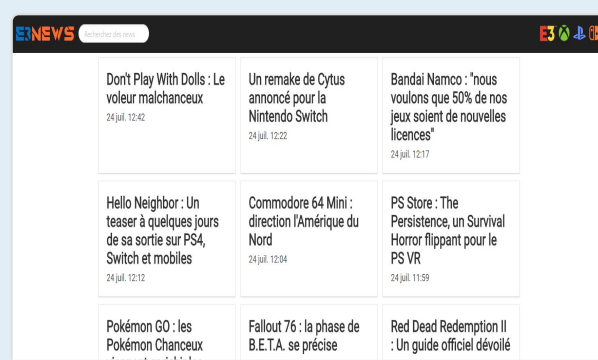 E3NEWS
Recherchez des news
E3
Don't Play With Dolls : Le
voleur malchanceux
24 juil. 12:42
Un remake de Cytus
annoncé pour la
Nintendo Switch
24 juil. 12:22
Bandai Namco : "nous
voulons que 50% de nos
jeux soient de nouvelles
licences"
24 juil. 12:17
Hello Neighbor : Un
teaser à quelques jours
de sa sortie sur PS4,
Switch et mobiles
24 juil. 12:12
Commodore 64 Mini :
direction l'Amérique du
Nord
24 juil. 12:04
PS Store : The
Persistence, un Survival
Horror flippant pour le
PS VR
24 juil. 11:59
Pokémon GO : les
Pokémon Chanceux
Fallout 76 : la phase de
B.E.T.A. se précise
Red Dead Redemption II
: Un guide officiel dévoilé